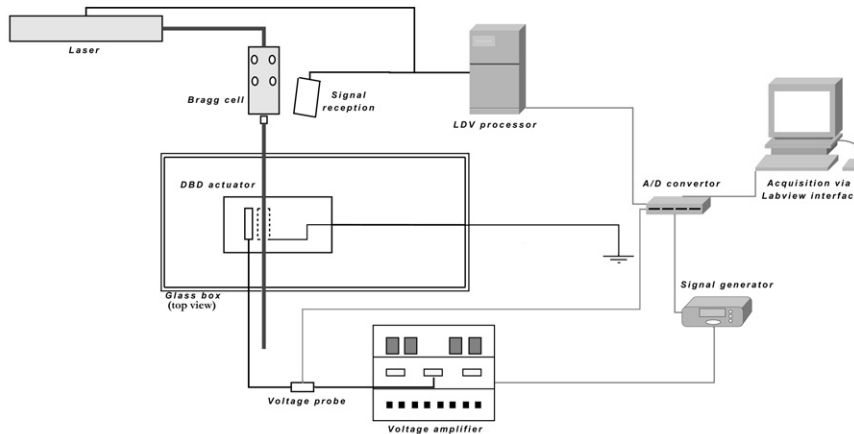 Laser
Bragg cell
Signal
reception
LDV processor
DBD actuator
A/D convertor
Acquisition via
Labview interfac
Glass box
(top view)
Signal generator
Voltage probe
Voltage amplifier